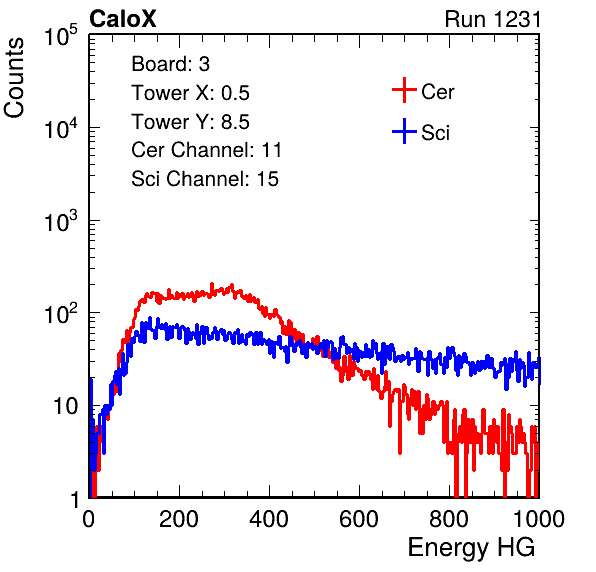 CaloX Run 1231
Counts
10^5
10^4
10^3
10^2
10
1
Board: 3
Tower X: 0.5
Tower Y: 8.5
Cer Channel: 11
Sci Channel: 15
Cer
Sci
0 200 400 600 800 1000
Energy HG